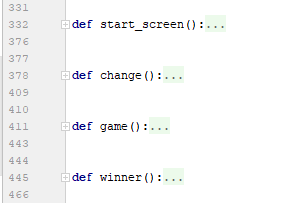 331
332 def start_screen():...
376
377
378 def change():...
409
410
411 def game():...
443
444
445 def winner():...
466